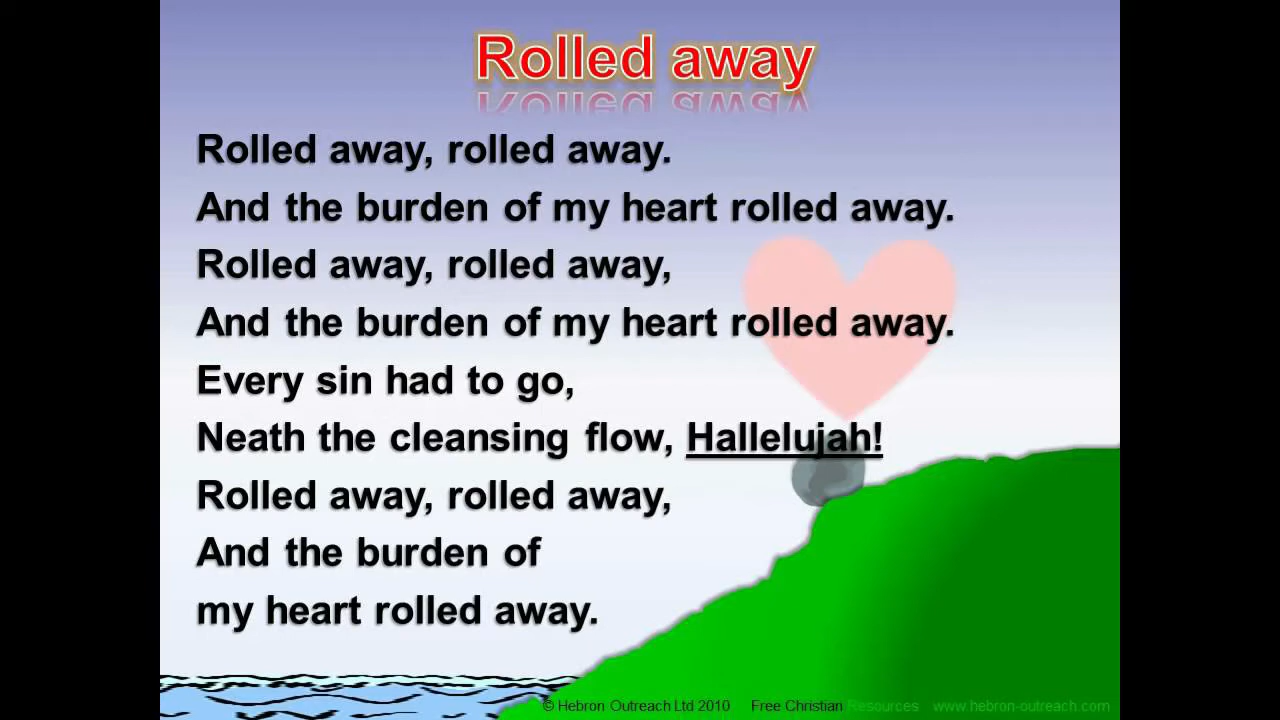 Rolled away
Rolled away, rolled away.
And the burden of my heart rolled away.
Rolled away, rolled away,
And the burden of my heart rolled away.
Every sin had to go,
Neath the cleansing flow, Hallelujah!
Rolled away, rolled away,
And the burden of
my heart rolled away.
© Hebron Outreach Ltd 2010 Free Christian Resources www.hebron-outreach.com